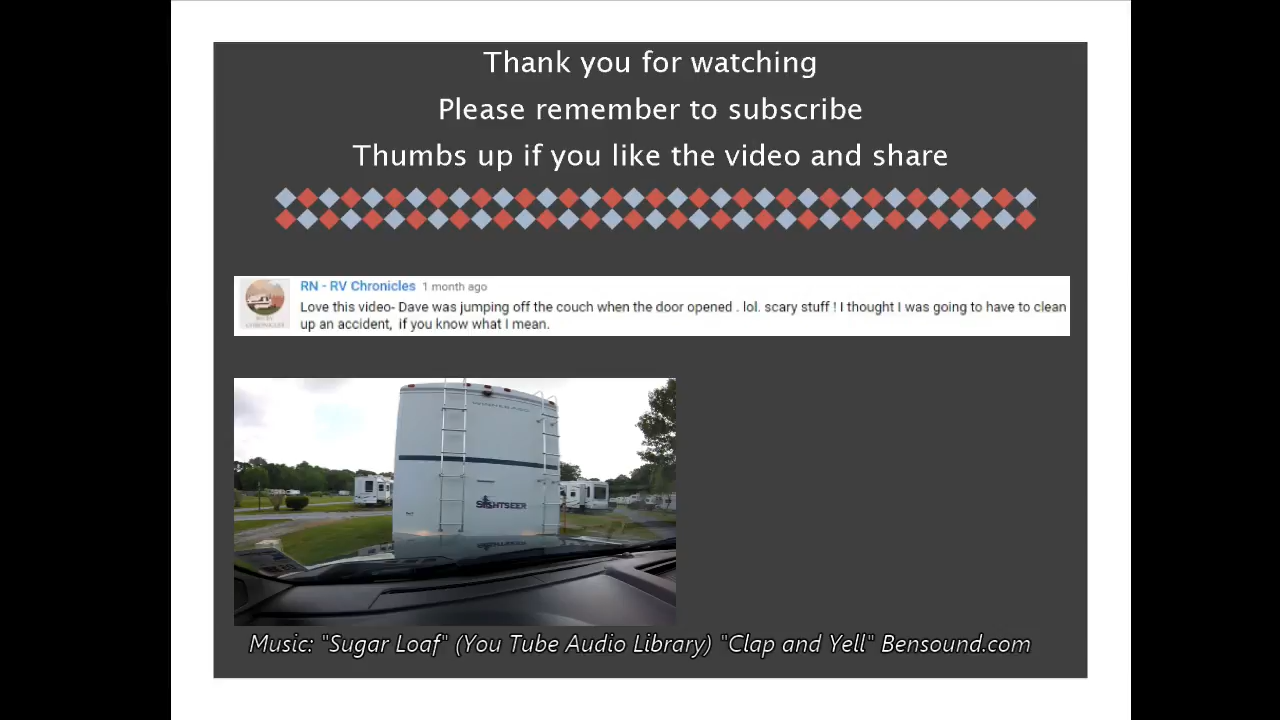 Thank you for watching
Please remember to subscribe
Thumbs up if you like the video and share
RN - RV Chronicles 1 month ago
Love this video- Dave was jumping off the couch when the door opened . lol. scary stuff ! I thought I was going to have to clean
up an accident, if you know what I mean.
SIGHTSEER
Music: "Sugar Loaf" (You Tube Audio Library) "Clap and Yell" Bensound.com